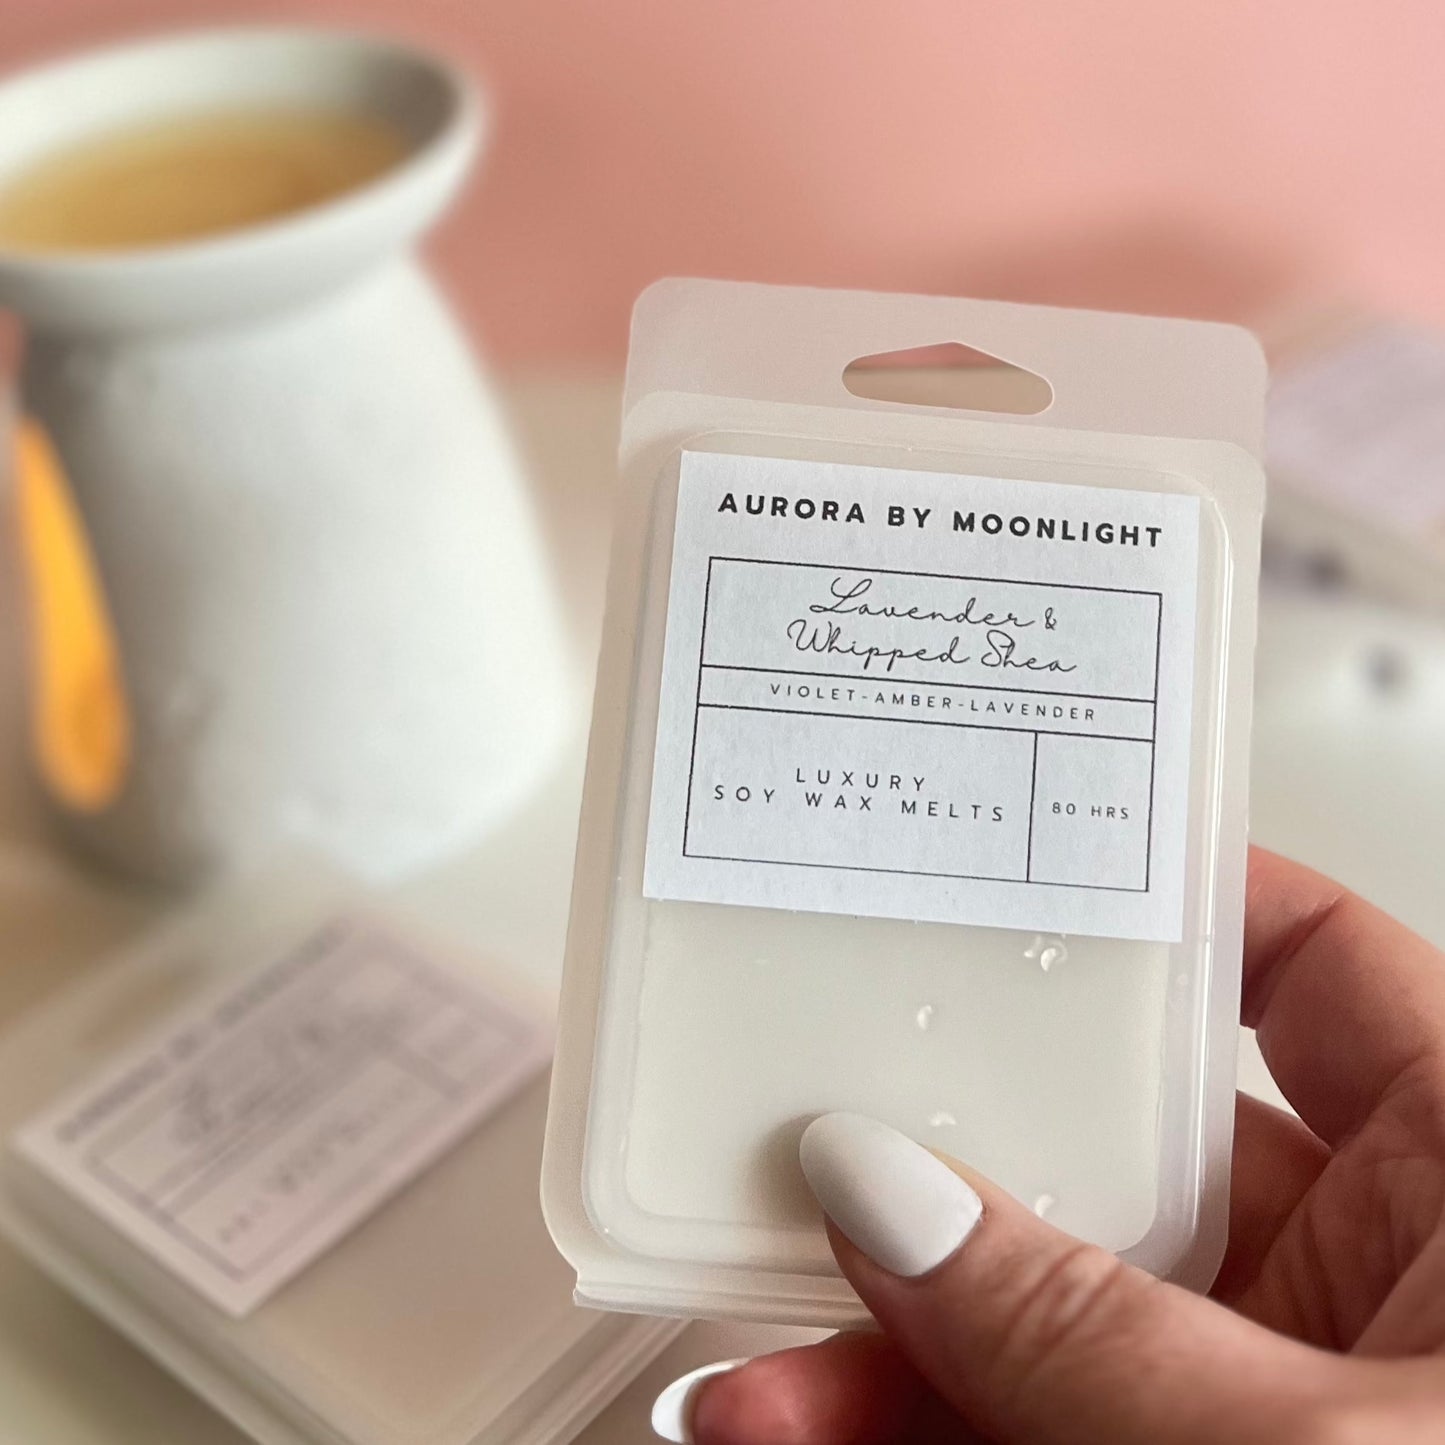 AURORA BY MOONLIGHT
Lavender &
Whipped Shea
VIOLET-AMBER-LAVENDER
LUXURY
SOY WAX MELTS
80 HRS